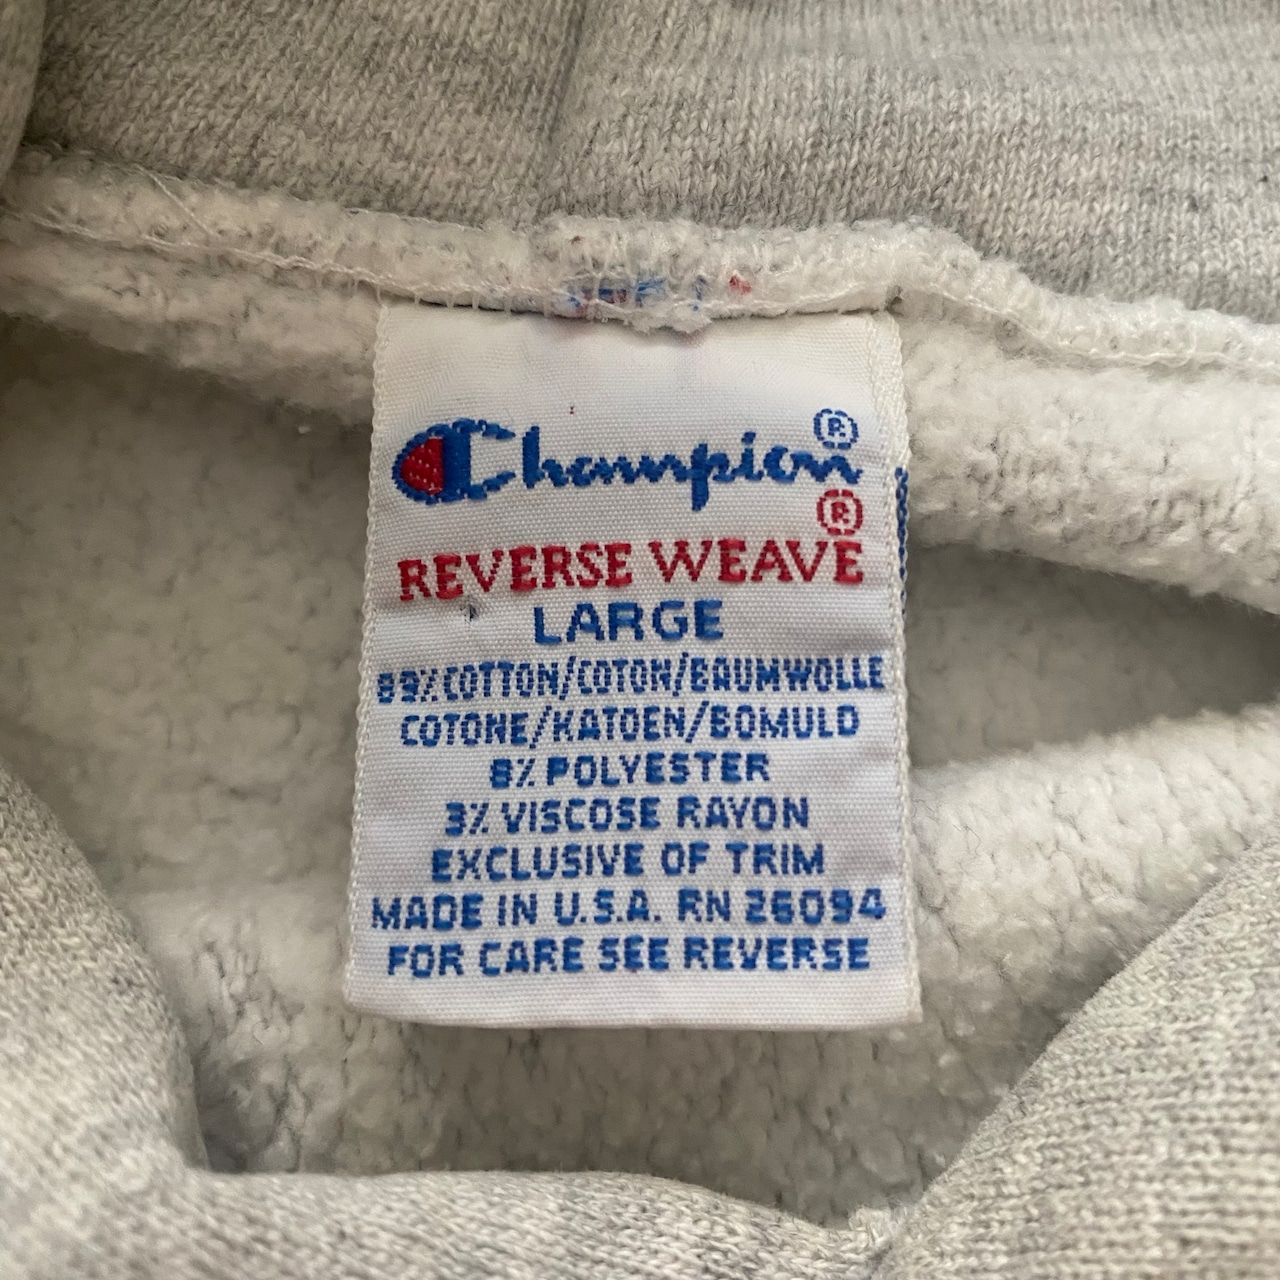 Champion®
®
REVERSE WEAVE
LARGE
89% COTTON/COTON/BAUMWOLLE
COTONE/KATOEN/BOMULD
8% POLYESTER
3% VISCOSE RAYON
EXCLUSIVE OF TRIM
MADE IN U.S.A. RN 26094
FOR CARE SEE REVERSE